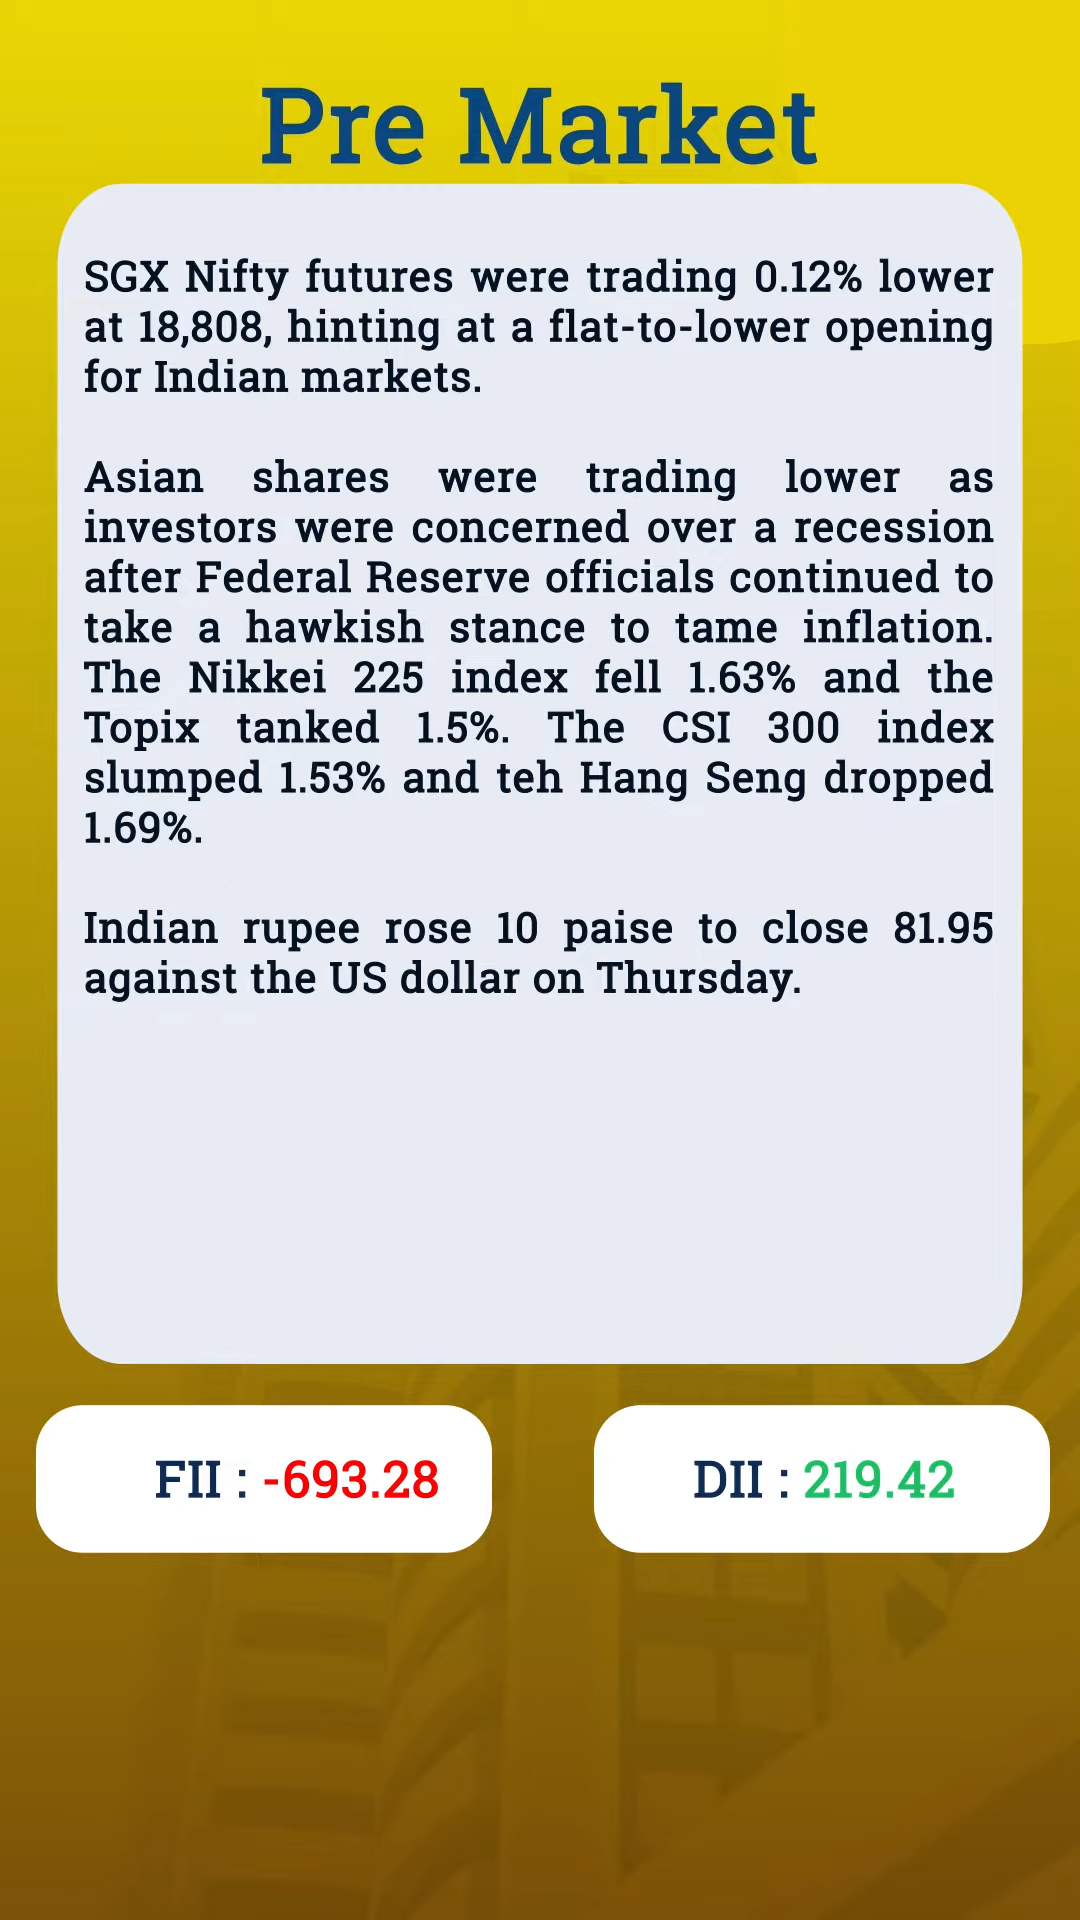 Pre Market
SGX Nifty futures were trading 0.12% lower
at 18,808, hinting at a flat-to-lower opening
for Indian markets.
Asian shares were trading lower as
investors were concerned over a recession
after Federal Reserve officials continued to
take a hawkish stance to tame inflation.
The Nikkei 225 index fell 1.63% and the
Topix tanked 1.5%. The CSI 300 index
slumped 1.53% and teh Hang Seng dropped
1.69%.
Indian rupee rose 10 paise to close 81.95
against the US dollar on Thursday.
FII : -693.28
DII : 219.42